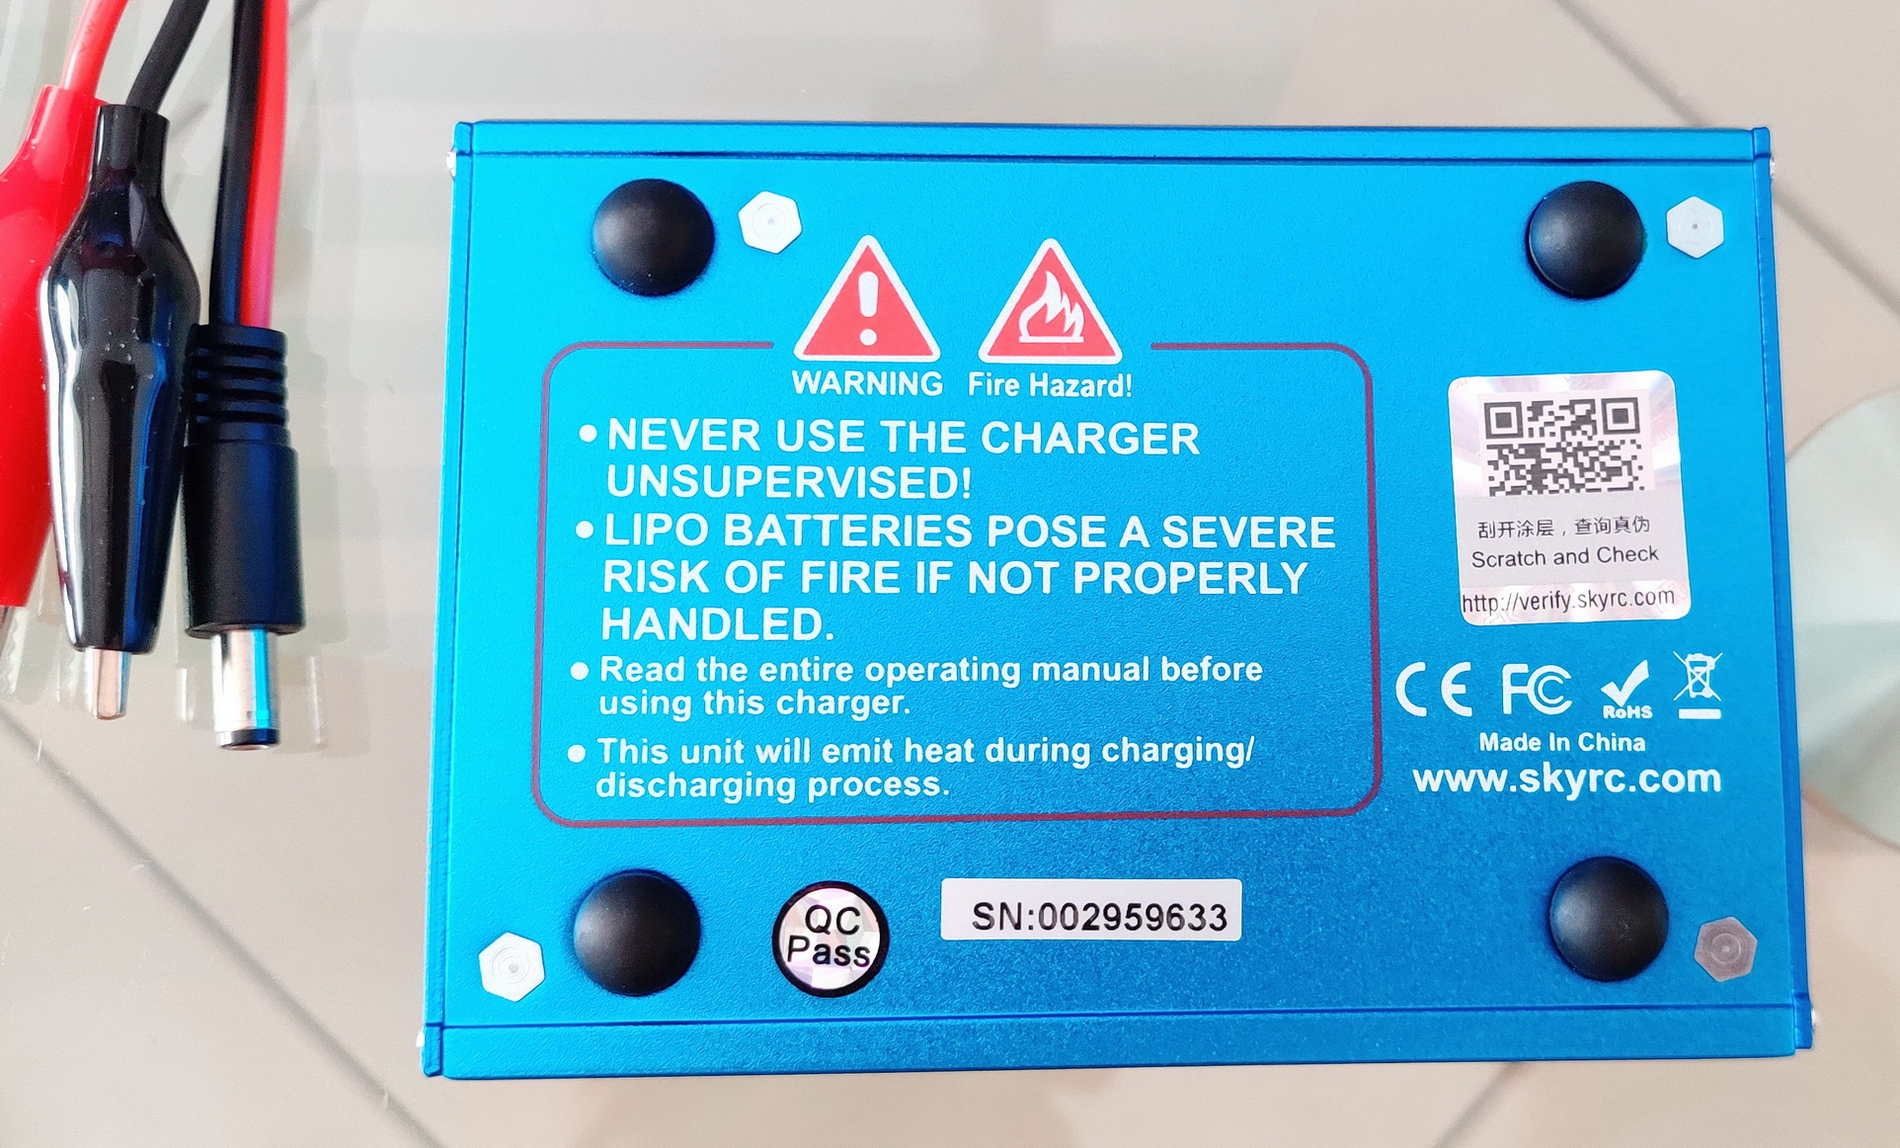 WARNING Fire Hazard!
• NEVER USE THE CHARGER
UNSUPERVISED!
• LIPO BATTERIES POSE A SEVERE
RISK OF FIRE IF NOT PROPERLY
HANDLED.
• Read the entire operating manual before
using this charger.
• This unit will emit heat during charging/
discharging process.
刮开涂层，查询真伪
Scratch and Check
http://verify.skyrc.com
CE FC RoHS
Made In China
www.skyrc.com
QC
Pass
SN:002959633